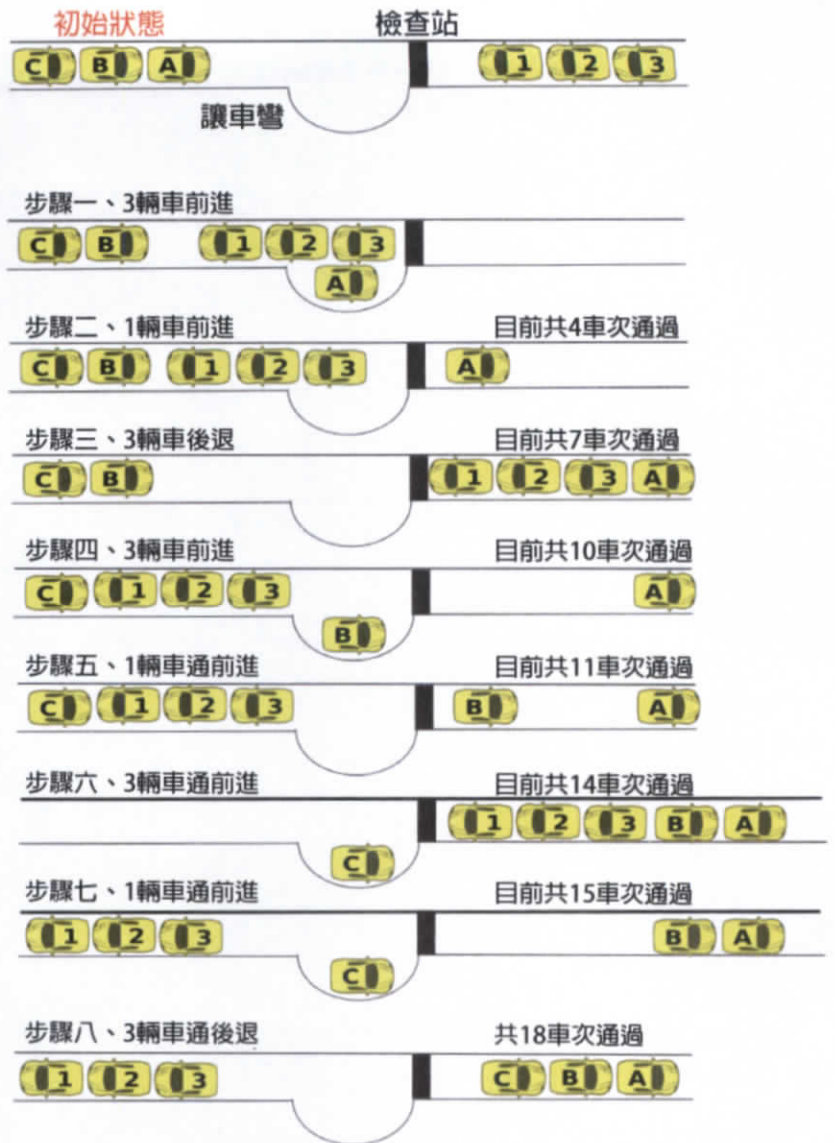 初始狀態 檢查站
C B A 1 2 3
讓車彎
步驟一、3輛車前進
C B 1 2 3
A
步驟二、1輛車前進 目前共4車次通過
C B 1 2 3 A
步驟三、3輛車後退 目前共7車次通過
C B 1 2 3 A
步驟四、3輛車前進 目前共10車次通過
C 1 2 3 A
B
步驟五、1輛車通前進 目前共11車次通過
C 1 2 3 B A
步驟六、3輛車通前進 目前共14車次通過
1 2 3 B A
C
步驟七、1輛車通前進 目前共15車次通過
1 2 3 B A
C
步驟八、3輛車通後退 共18車次通過
1 2 3 C B A